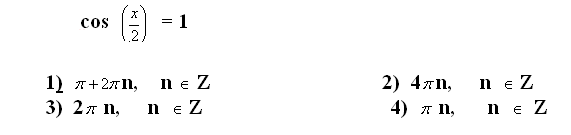 cos (x/2) = 1
1) π+2πn, n ∈ Z 2) 4πn, n ∈ Z
3) 2π n, n ∈ Z 4) π n, n ∈ Z